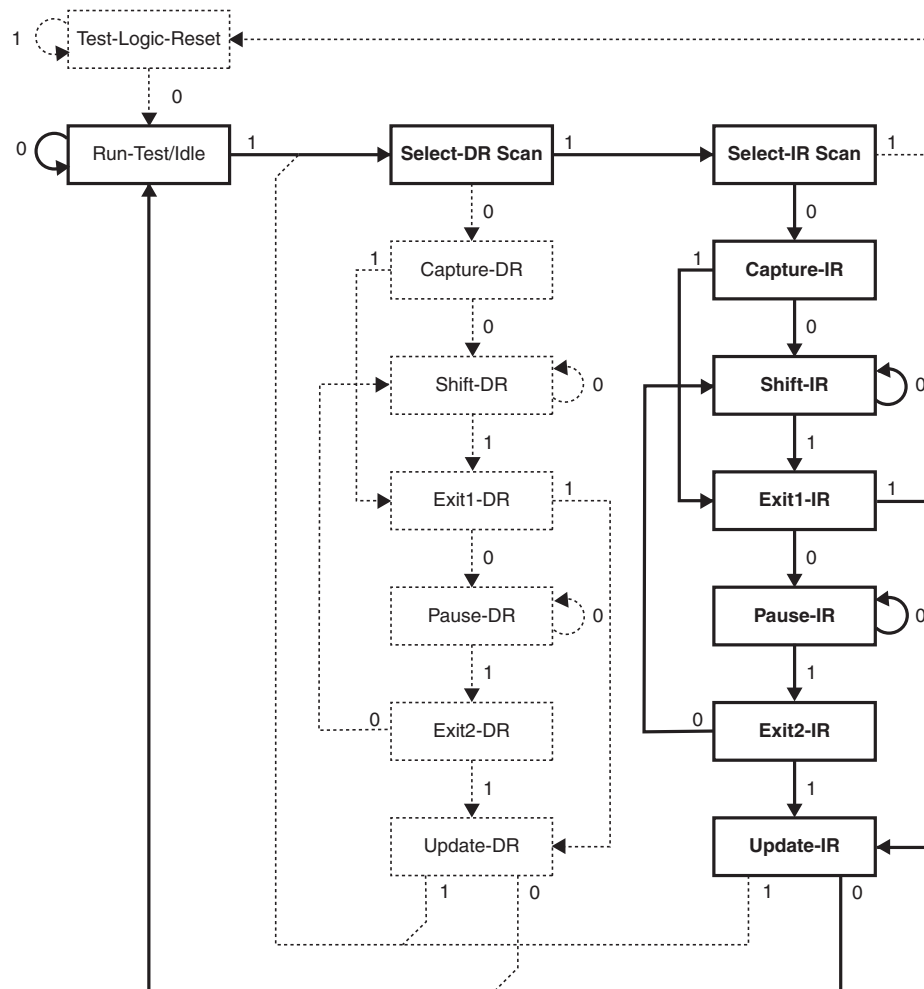 Test-Logic-Reset
1
0
Run-Test/Idle
0
1
Select-DR Scan
1
Select-IR Scan
1
0
0
Capture-DR
1
Capture-IR
1
0
0
Shift-DR
0
Shift-IR
0
1
1
Exit1-DR
1
Exit1-IR
1
0
0
Pause-DR
0
Pause-IR
0
1
1
Exit2-DR
0
Exit2-IR
0
1
1
Update-DR
Update-IR
1
0
1
0